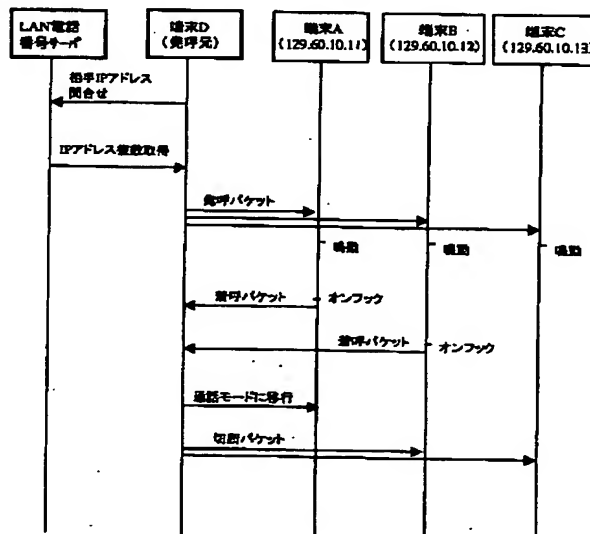 LAN電話
番号サーバ
端末D
(発呼元)
端末A
(129.60.10.11)
端末B
(129.60.10.12)
端末C
(129.60.10.13)
相手IPアドレス
問合せ
IPアドレス複数取得
発呼パケット
鳴動
鳴動
鳴動
着呼パケット
オンフック
着呼パケット
オンフック
通話モードに移行
切断パケット